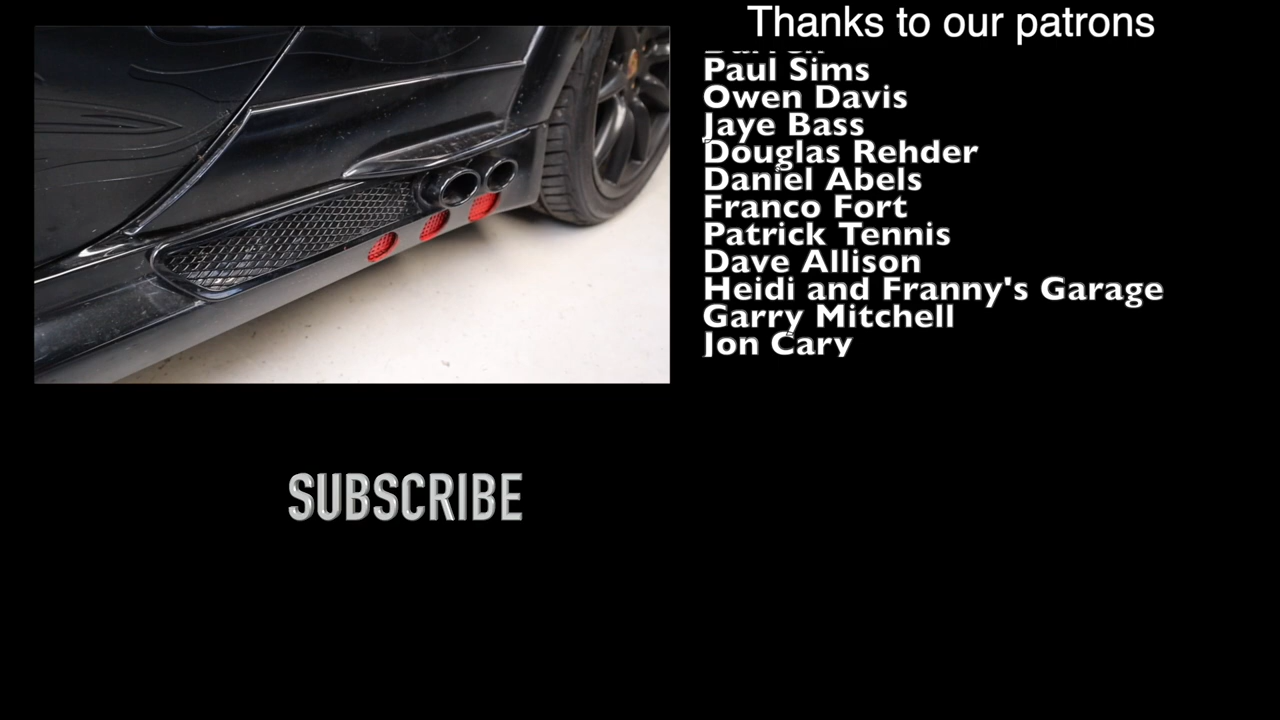 Thanks to our patrons
Paul Sims
Owen Davis
Jaye Bass
Douglas Rehder
Daniel Abels
Franco Fort
Patrick Tennis
Dave Allison
Heidi and Franny's Garage
Garry Mitchell
Jon Cary
SUBSCRIBE